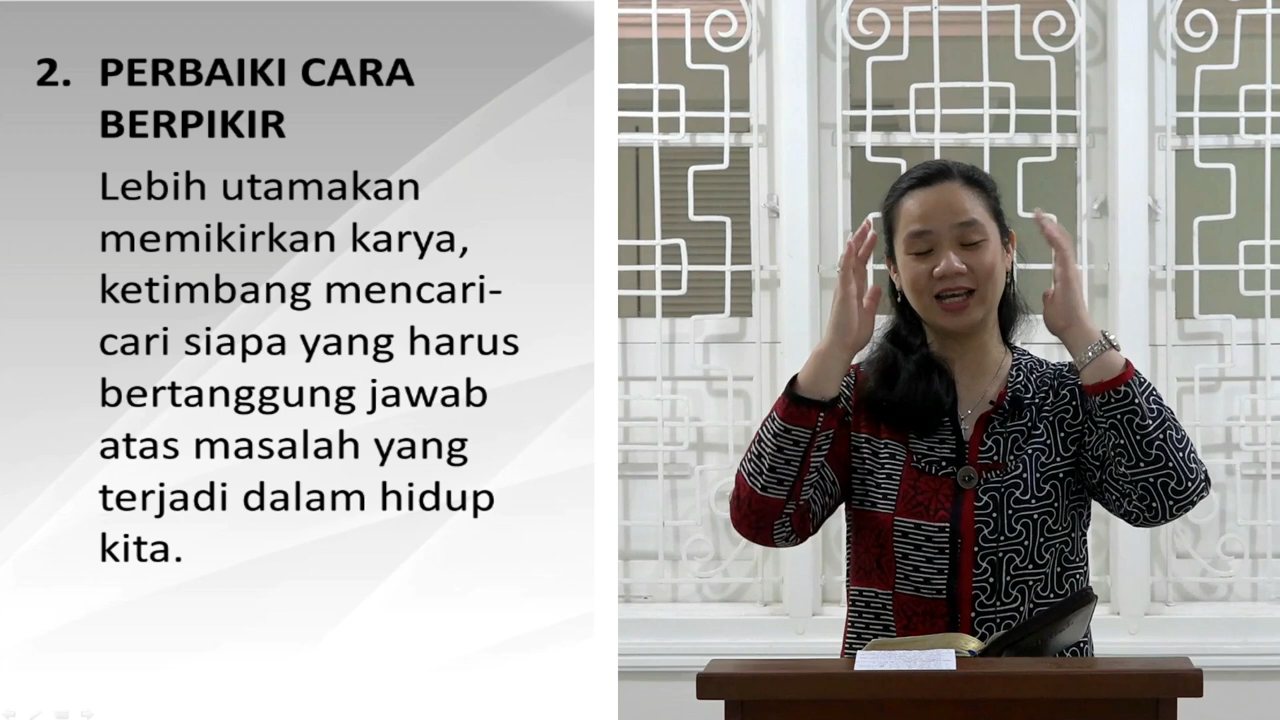 2. PERBAIKI CARA
BERPIKIR
Lebih utamakan
memikirkan karya,
ketimbang mencari-
cari siapa yang harus
bertanggung jawab
atas masalah yang
terjadi dalam hidup
kita.